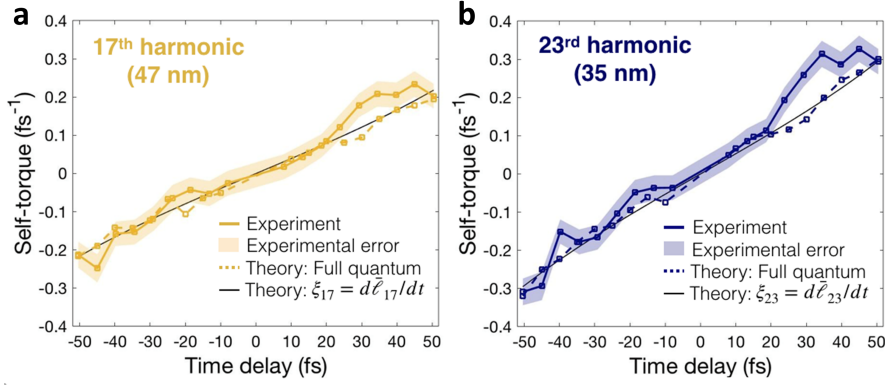 a
17th harmonic
(47 nm)
Self-torque (fs-1)
0.4
0.3
0.2
0.1
0
-0.1
-0.2
-0.3
-0.4
Experiment
Experimental error
Theory: Full quantum
Theory: ξ17 = dℓ̄17/dt
-50 -40 -30 -20 -10 0 10 20 30 40 50
Time delay (fs)
b
23rd harmonic
(35 nm)
Self-torque (fs-1)
0.4
0.3
0.2
0.1
0
-0.1
-0.2
-0.3
-0.4
Experiment
Experimental error
Theory: Full quantum
Theory: ξ23 = dℓ̄23/dt
-50 -40 -30 -20 -10 0 10 20 30 40 50
Time delay (fs)